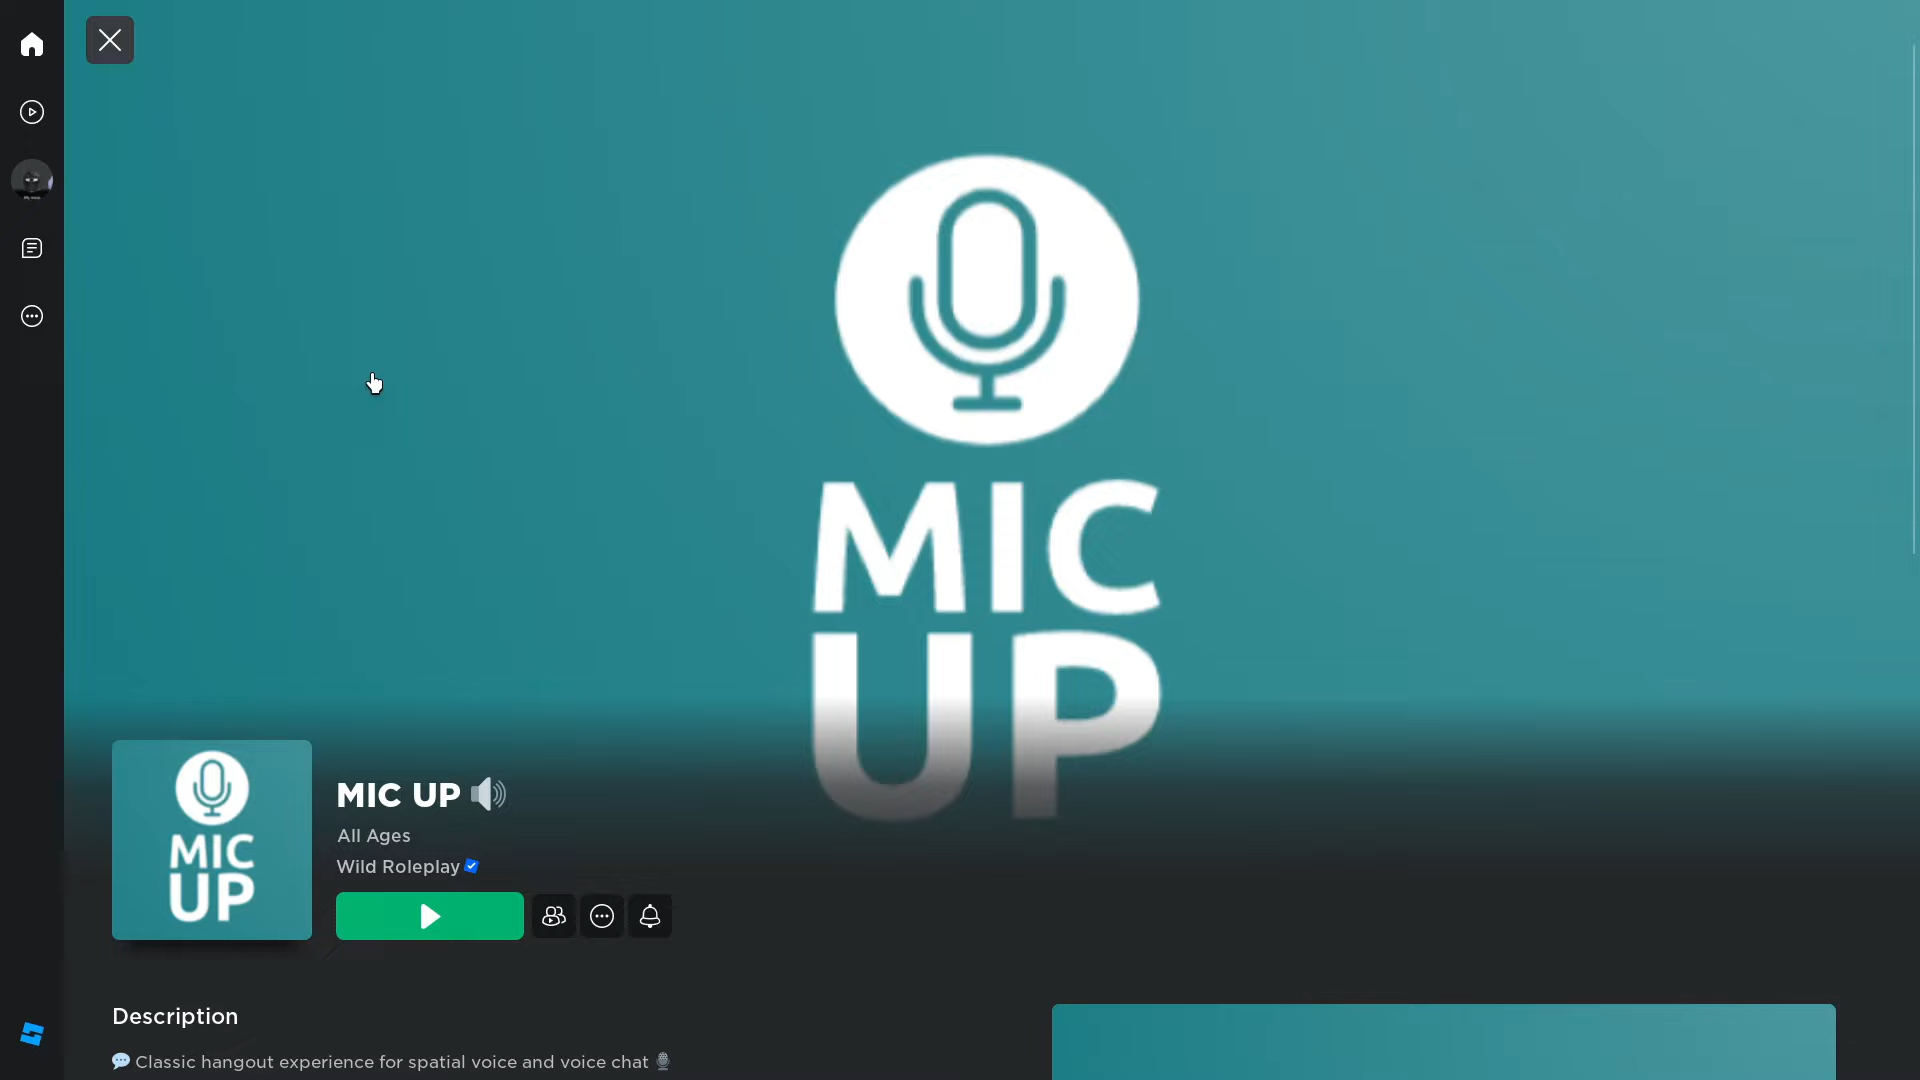 MIC
UP
MIC
UP
MIC UP
All Ages
Wild Roleplay
Description
Classic hangout experience for spatial voice and voice chat